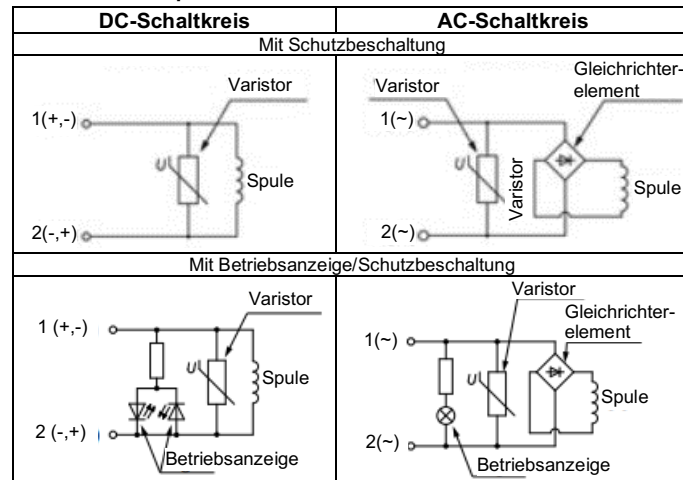 DC-Schaltkreis
AC-Schaltkreis
Mit Schutzbeschaltung
Varistor
1(+,-)
U
Spule
2(-,+)
Varistor
Gleichrichter-
element
1(~)
U
Varistor
Spule
2(~)
Mit Betriebsanzeige/Schutzbeschaltung
Varistor
1 (+,-)
U
Spule
2 (-,+)
Betriebsanzeige
Varistor
Gleichrichter-
element
1(~)
U
Spule
2(~)
Betriebsanzeige